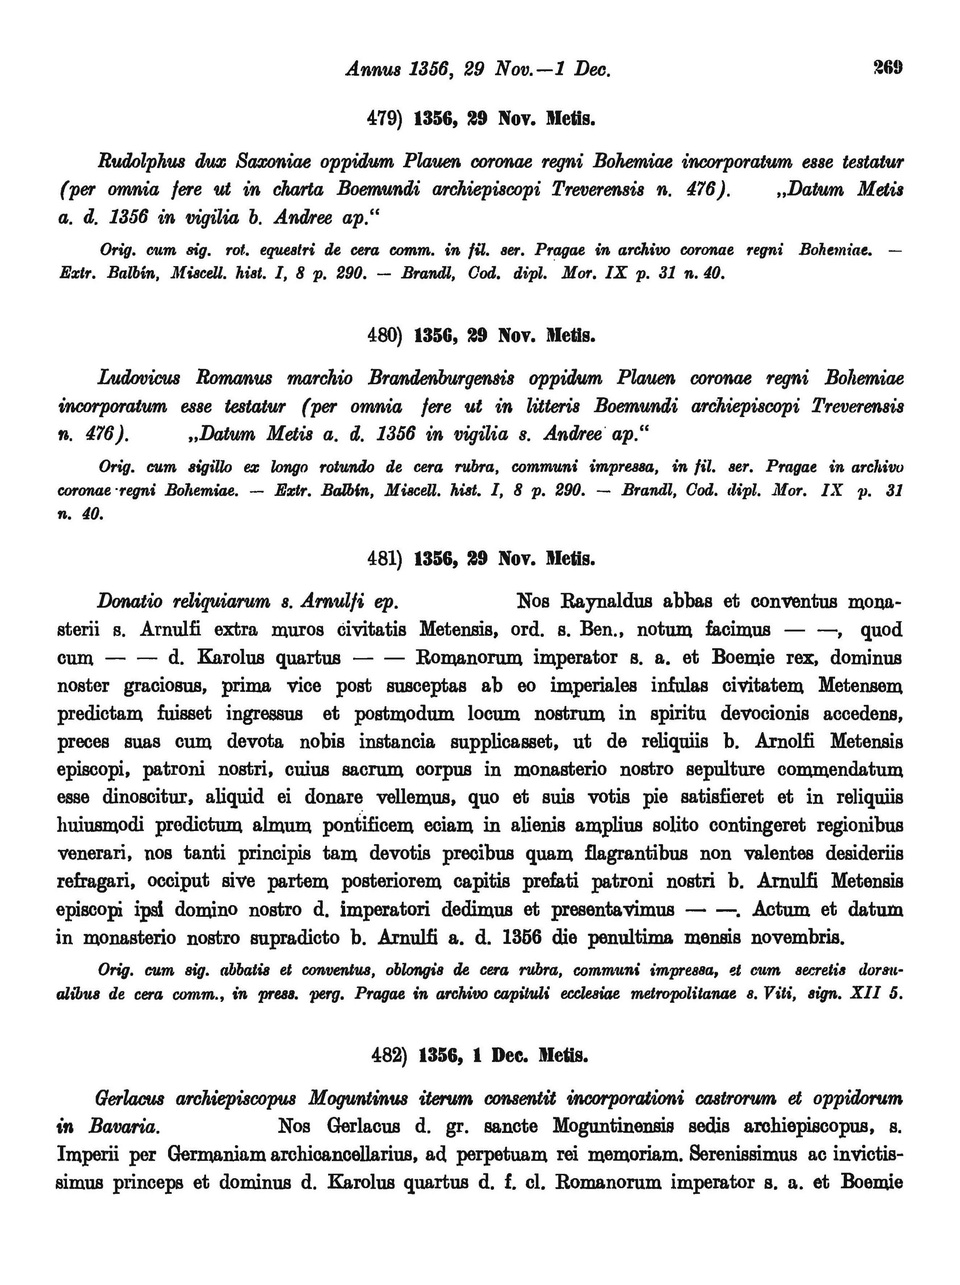 Annus 1356, 29 Nov.—1 Dec. 269
479) 1356, 29 Nov. Metis.
Rudolphus dux Saxoniae oppidum Plauen coronae regni Bohemiae incorporatum esse testatur
(per omnia fere ut in charta Boemundi archiepiscopi Treverensis n. 476). „Datum Metis
a. d. 1356 in vigilia b. Andree ap.“
Orig. cum sig. rot. equestri de cera comm. in fil. ser. Pragae in archivo coronae regni Bohemiae. —
Extr. Balbín, Miscell. hist. I, 8 p. 290. — Brandl, Cod. dipl. Mor. IX p. 31 n. 40.
480) 1356, 29 Nov. Metis.
Ludovicus Romanus marchio Brandenburgensis oppidum Plauen coronae regni Bohemiae
incorporatum esse testatur (per omnia fere ut in litteris Boemundi archiepiscopi Treverensis
n. 476). „Datum Metis a. d. 1356 in vigilia s. Andree ap.“
Orig. cum sigillo ex longo rotundo de cera rubra, communi impressa, in fil. ser. Pragae in archivo
coronae regni Bohemiae. — Extr. Balbín, Miscell. hist. I, 8 p. 290. — Brandl, Cod. dipl. Mor. IX p. 31
n. 40.
481) 1356, 29 Nov. Metis.
Donatio reliquiarum s. Arnulfi ep. Nos Raynaldus abbas et conventus mona-
sterii s. Arnulfi extra muros civitatis Metensis, ord. s. Ben., notum facimus — —, quod
cum — — d. Karolus quartus — — Romanorum imperator s. a. et Boemie rex, dominus
noster graciosus, prima vice post susceptas ab eo imperiales infulas civitatem Metensem
predictam fuisset ingressus et postmodum locum nostrum in spiritu devocionis accedens,
preces suas cum devota nobis instancia supplicasset, ut de reliquiis b. Arnolfi Metensis
episcopi, patroni nostri, cuius sacrum corpus in monasterio nostro sepulture commendatum
esse dinoscitur, aliquid ei donare vellemus, quo et suis votis pie satisfieret et in reliquiis
huiusmodi predictum almum pontificem eciam in alienis amplius solito contingeret regionibus
venerari, nos tanti principis tam devotis precibus quam flagrantibus non valentes desideriis
refragari, occiput sive partem posteriorem capitis prefati patroni nostri b. Arnulfi Metensis
episcopi ipsi domino nostro d. imperatori dedimus et presentavimus — —. Actum et datum
in monasterio nostro supradicto b. Arnulfi a. d. 1356 die penultima mensis novembris.
Orig. cum sig. abbatis et conventus, oblongis de cera rubra, communi impressa, et cum secretis dorsu-
alibus de cera comm., in press. perg. Pragae in archivo capituli ecclesiae metropolitanae s. Viti, sign. XII 5.
482) 1356, 1 Dec. Metis.
Gerlacus archiepiscopus Moguntinus iterum consentit incorporationi castrorum et oppidorum
in Bavaria. Nos Gerlacus d. gr. sancte Moguntinensis sedis archiepiscopus, s.
Imperii per Germaniam archicancellarius, ad perpetuam rei memoriam. Serenissimus ac invictis-
simus princeps et dominus d. Karolus quartus d. f. cl. Romanorum imperator s. a. et Boemie